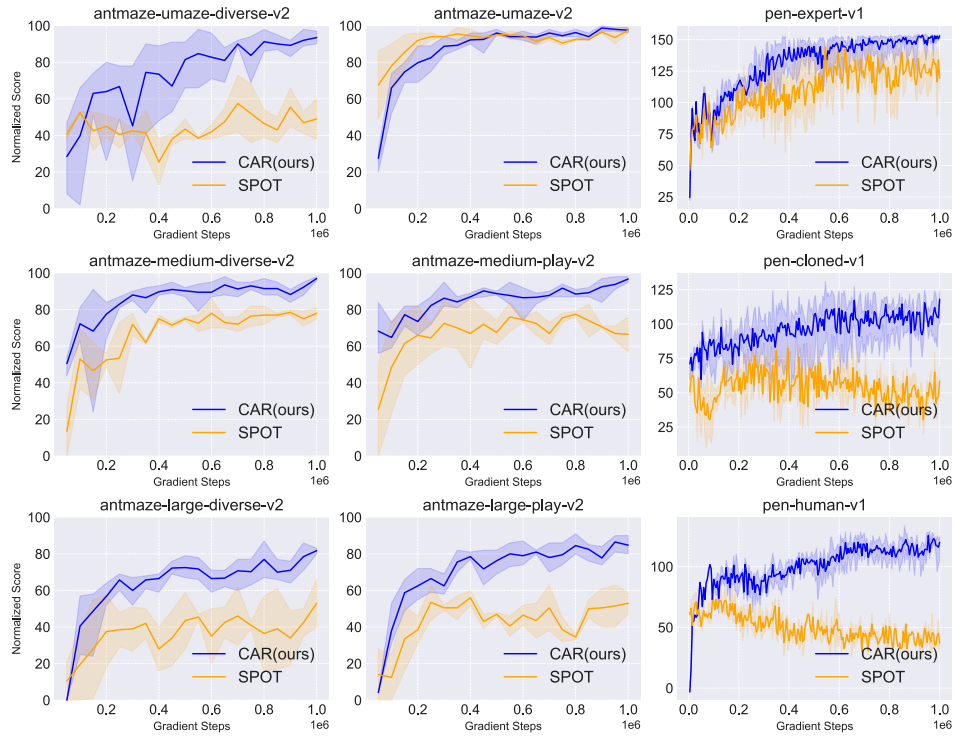 antmaze-umaze-diverse-v2
100
80
60
40
20
0
Normalized Score
CAR(ours)
SPOT
0.2
0.4
0.6
0.8
1.0
1e6
Gradient Steps
antmaze-umaze-v2
100
80
60
40
20
0
CAR(ours)
SPOT
0.2
0.4
0.6
0.8
1.0
1e6
Gradient Steps
pen-expert-v1
150
125
100
75
50
25
CAR(ours)
SPOT
0.0
0.2
0.4
0.6
0.8
1.0
1e6
Gradient Steps
antmaze-medium-diverse-v2
100
80
60
40
20
0
Normalized Score
CAR(ours)
SPOT
0.2
0.4
0.6
0.8
1.0
1e6
Gradient Steps
antmaze-medium-play-v2
100
80
60
40
20
0
CAR(ours)
SPOT
0.2
0.4
0.6
0.8
1.0
1e6
Gradient Steps
pen-cloned-v1
125
100
75
50
25
CAR(ours)
SPOT
0.0
0.2
0.4
0.6
0.8
1.0
1e6
Gradient Steps
antmaze-large-diverse-v2
100
80
60
40
20
0
Normalized Score
CAR(ours)
SPOT
0.2
0.4
0.6
0.8
1.0
1e6
Gradient Steps
antmaze-large-play-v2
100
80
60
40
20
0
CAR(ours)
SPOT
0.2
0.4
0.6
0.8
1.0
1e6
Gradient Steps
pen-human-v1
100
50
0
CAR(ours)
SPOT
0.0
0.2
0.4
0.6
0.8
1.0
1e6
Gradient Steps